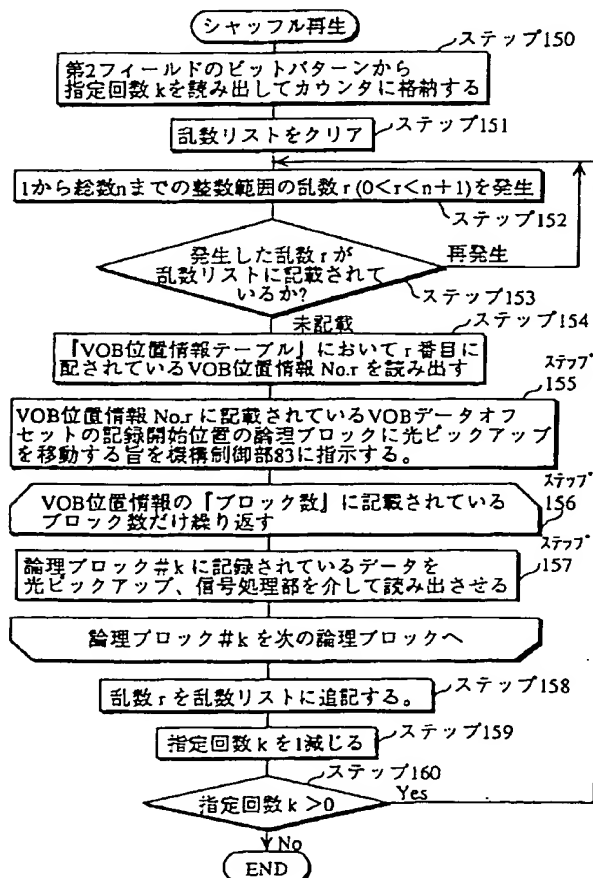 シャッフル再生
ステップ150
第2フィールドのビットパターンから
指定回数 kを読み出してカウンタに格納する
ステップ151
乱数リストをクリア
1から総数nまでの整数範囲の乱数 r (0<r<n+1)を発生
ステップ152
発生した乱数 r が
乱数リストに記載されて
いるか?
再発生
ステップ153
未記載
ステップ154
『VOB位置情報テーブル』において r 番目に
配されているVOB位置情報 No.r を読み出す
ステップ
155
VOB位置情報 No.r に記載されているVOBデータオフ
セットの記録開始位置の論理ブロックに光ピックアップ
を移動する旨を機構制御部83に指示する。
ステップ
156
VOB位置情報の『ブロック数』に記載されている
ブロック数だけ繰り返す
ステップ
157
論理ブロック#kに記録されているデータを
光ピックアップ、信号処理部を介して読み出させる
論理ブロック#kを次の論理ブロックへ
ステップ158
乱数 r を乱数リストに追記する。
ステップ159
指定回数 k を1減じる
ステップ160
指定回数 k >0
Yes
No
END